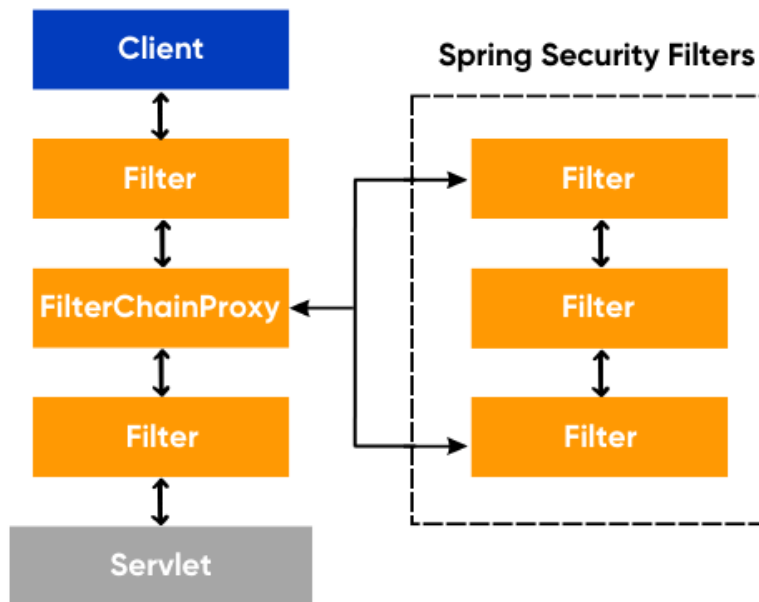 Client
Filter
FilterChainProxy
Filter
Servlet
Spring Security Filters
Filter
Filter
Filter